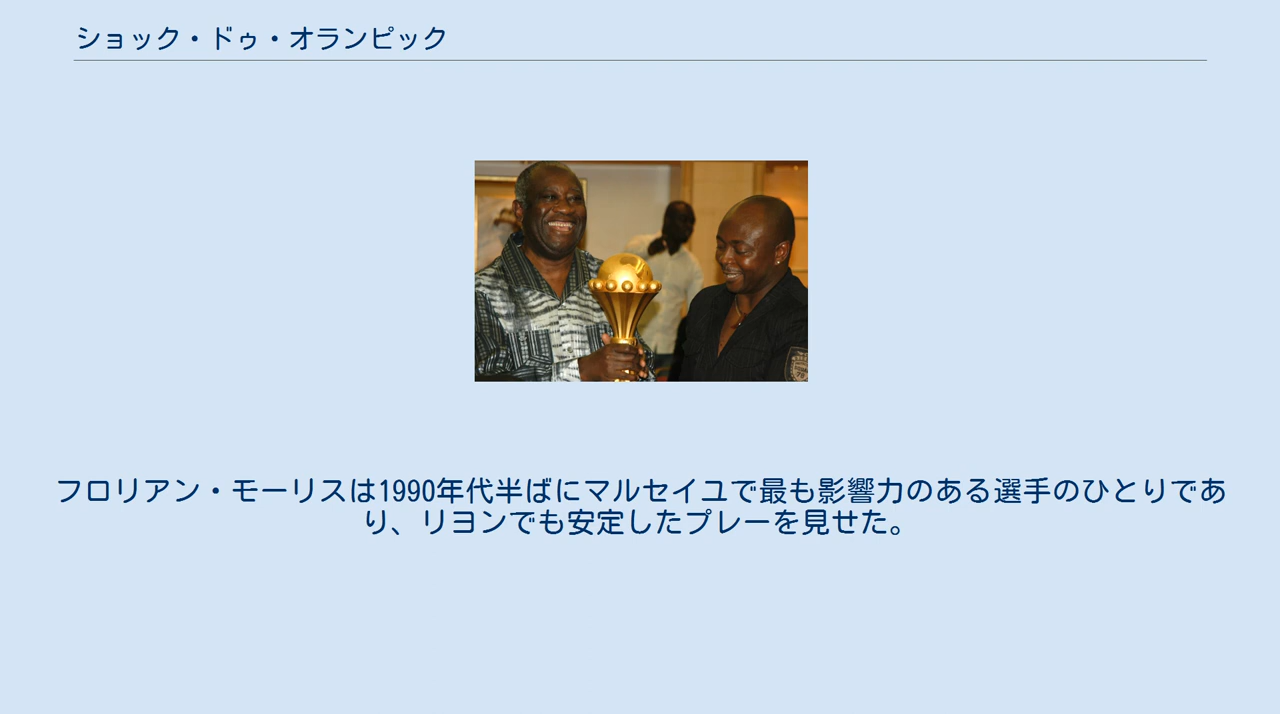 ショック・ドゥ・オランピック
フロリアン・モーリスは1990年代半ばにマルセイユで最も影響力のある選手のひとりであ
り、リヨンでも安定したプレーを見せた。